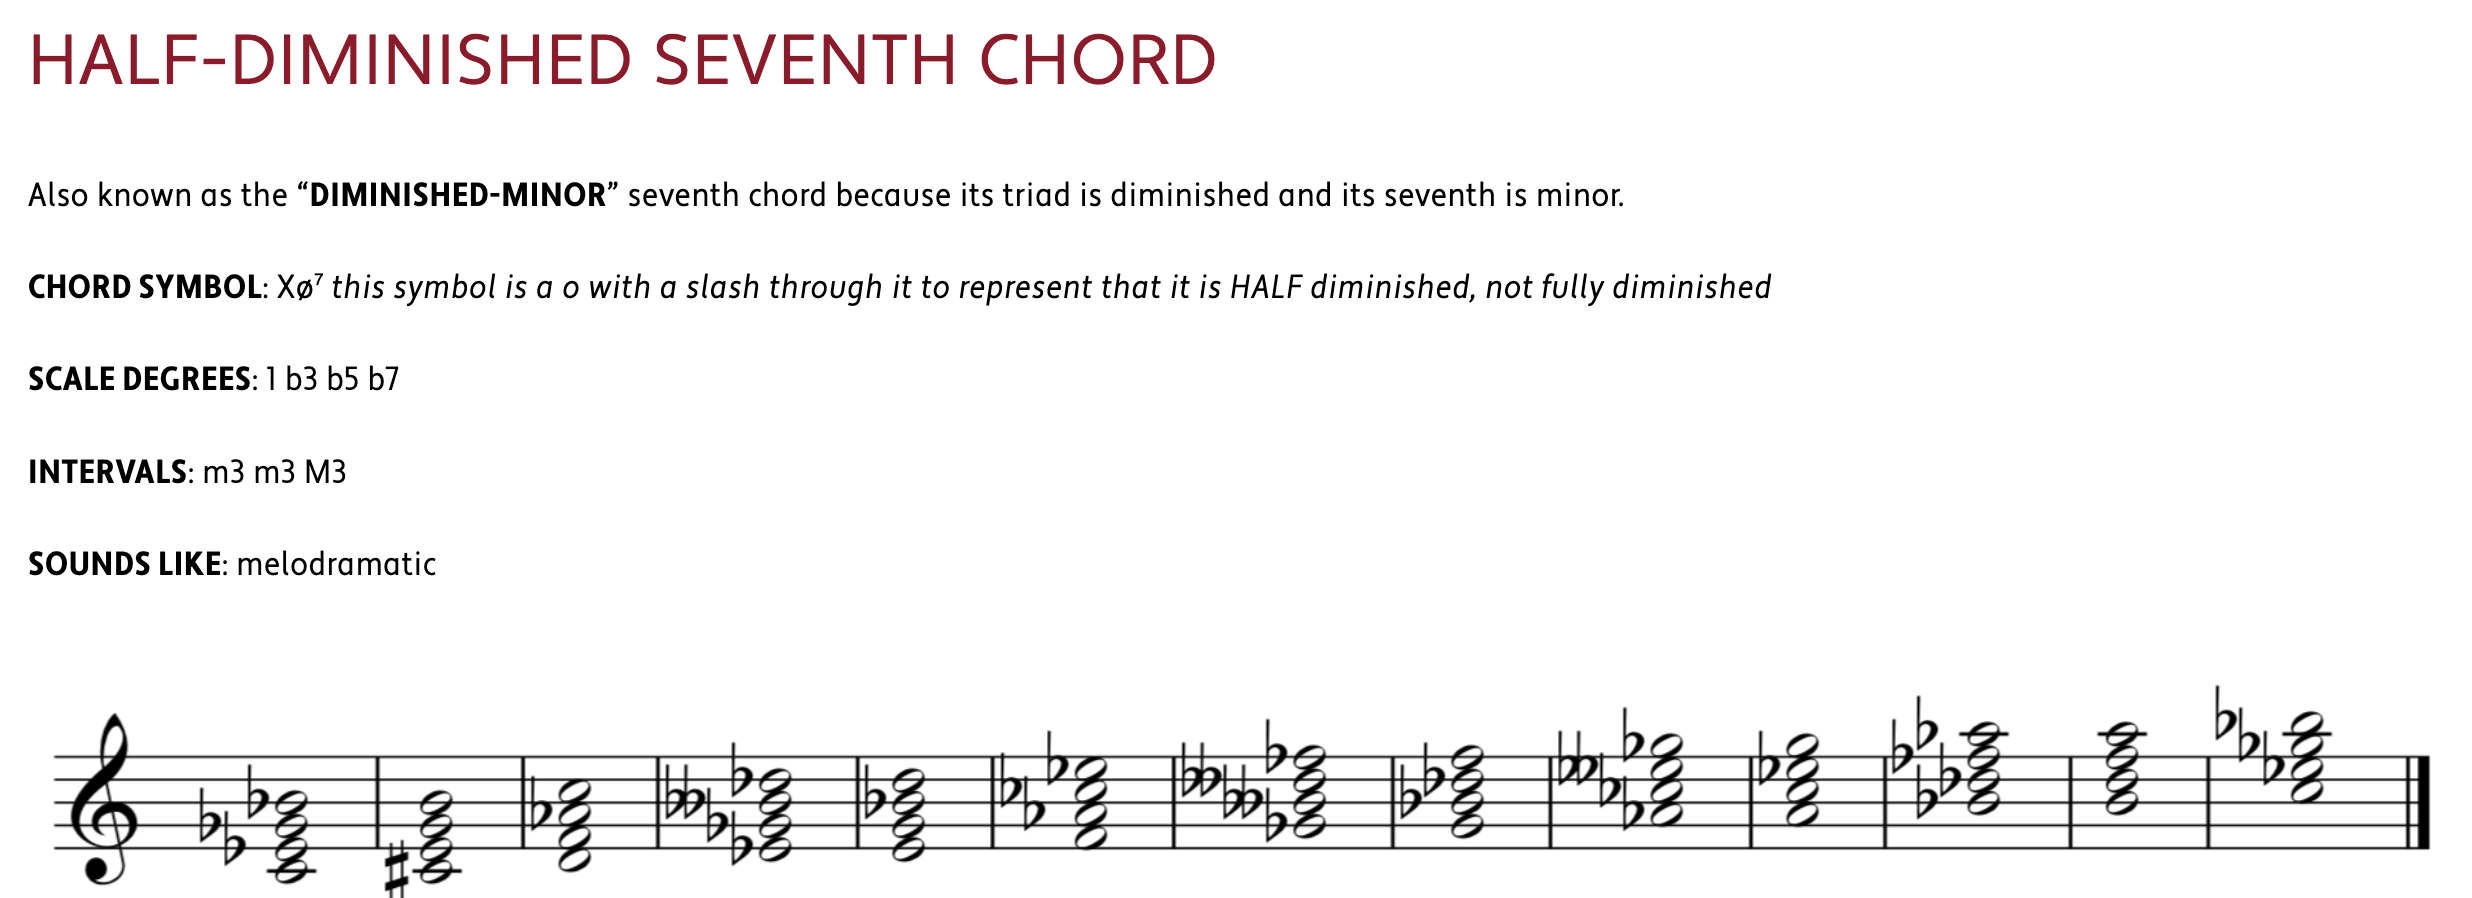 HALF-DIMINISHED SEVENTH CHORD
Also known as the “DIMINISHED-MINOR” seventh chord because its triad is diminished and its seventh is minor.
CHORD SYMBOL: Xø⁷ this symbol is a o with a slash through it to represent that it is HALF diminished, not fully diminished
SCALE DEGREES: 1 b3 b5 b7
INTERVALS: m3 m3 M3
SOUNDS LIKE: melodramatic